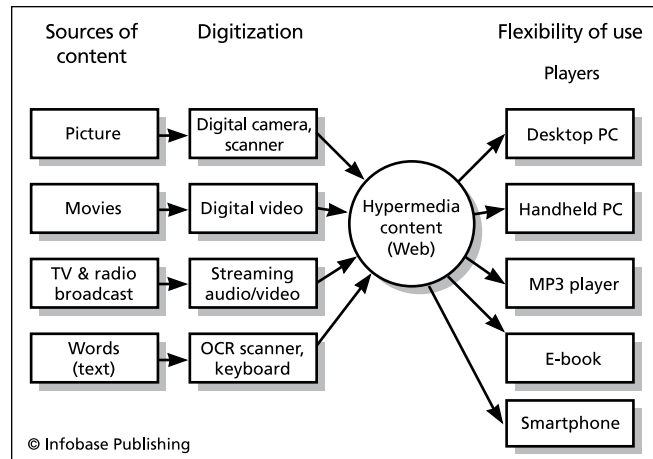 Sources of
content
Digitization
Flexibility of use
Players
Picture
Digital camera,
scanner
Desktop PC
Movies
Digital video
Hypermedia
content
(Web)
Handheld PC
TV & radio
broadcast
Streaming
audio/video
MP3 player
Words
(text)
OCR scanner,
keyboard
E-book
Smartphone
© Infobase Publishing